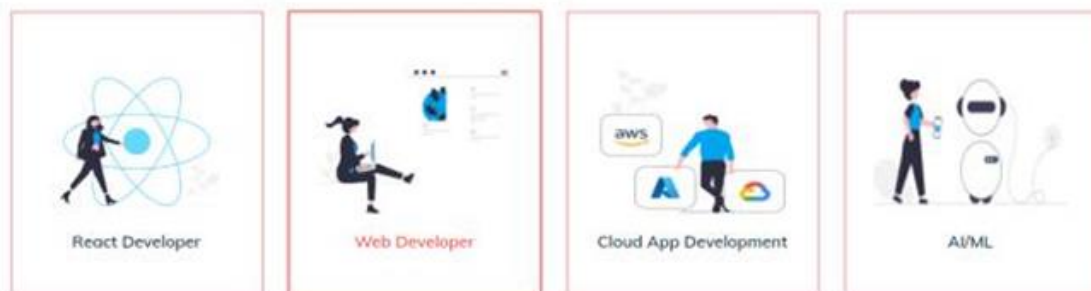 aws
React Developer
Web Developer
Cloud App Development
AI/ML